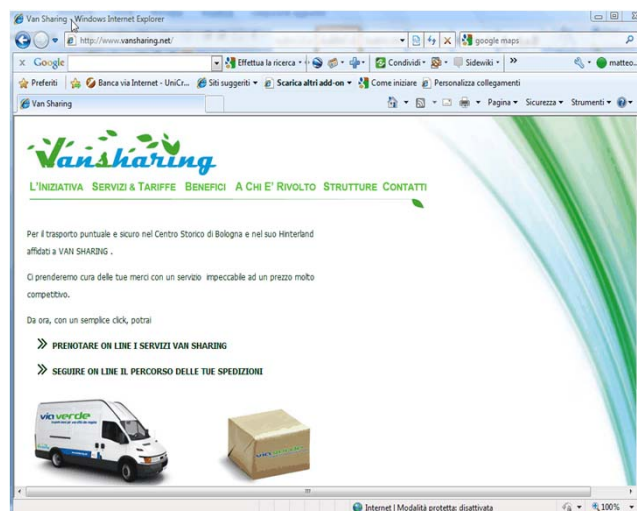 Van Sharing - Windows Internet Explorer
http://www.vansharing.net/
google maps
x Google
Effettua la ricerca
Condividi
Sidewiki
»
matteo...
Preferiti
Banca via Internet - UniCr...
Siti suggeriti
Scarica altri add-on
Come iniziare
Personalizza collegamenti
Van Sharing
Pagina
Sicurezza
Strumenti
Vansharing
L'INIZIATIVA SERVIZI & TARIFFE BENEFICI A CHI E' RIVOLTO STRUTTURE CONTATTI
Per il trasporto puntuale e sicuro nel Centro Storico di Bologna e nel suo Hinterland
affidati a VAN SHARING .
Ci prenderemo cura delle tue merci con un servizio impeccabile ad un prezzo molto
competitivo.
Da ora, con un semplice click, potrai
PRENOTARE ON LINE I SERVIZI VAN SHARING
SEGUIRE ON LINE IL PERCORSO DELLE TUE SPEDIZIONI
via verde
via verde
Internet | Modalità protetta: disattivata
100%